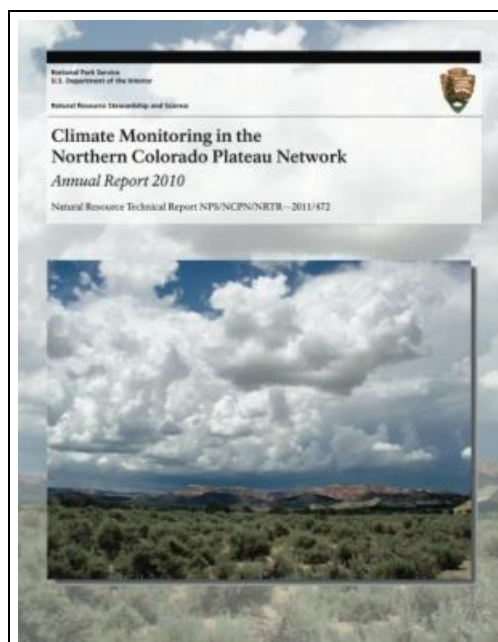 National Park Service
U.S. Department of the Interior
Natural Resource Stewardship and Science
Climate Monitoring in the
Northern Colorado Plateau Network
Annual Report 2010
Natural Resource Technical Report NPS/NCPN/NRTR—2011/472